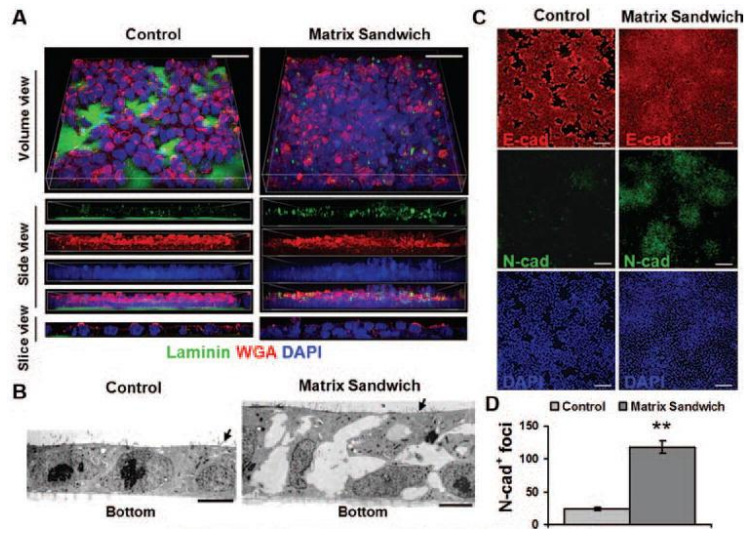 A
Control
Matrix Sandwich
Volume view
Side view
Slice view
Laminin WGA DAPI
B
Control
Matrix Sandwich
Bottom
Bottom
C
Control
Matrix Sandwich
E-cad
E-cad
N-cad
N-cad
DAPI
DAPI
D
Control
Matrix Sandwich
N-cad⁺ foci
150
100
50
0
**